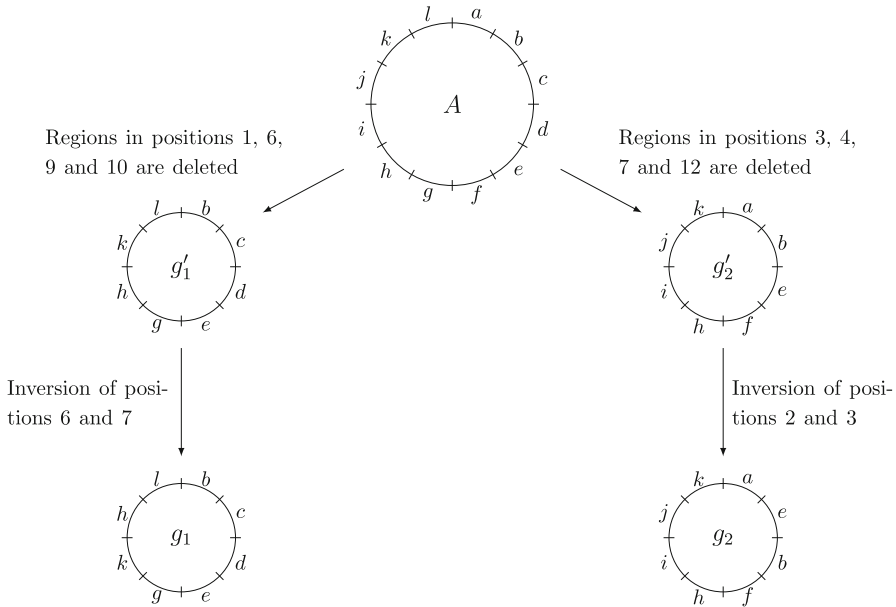 l a
k b
j c
A
i d
h e
g f
Regions in positions 1, 6,
9 and 10 are deleted
Regions in positions 3, 4,
7 and 12 are deleted
l b
k c
g′₁
h d
g e
k a
j b
g′₂
i e
h f
Inversion of posi-
tions 6 and 7
Inversion of posi-
tions 2 and 3
l b
h c
g₁
k d
g e
k a
j e
g₂
i b
h f